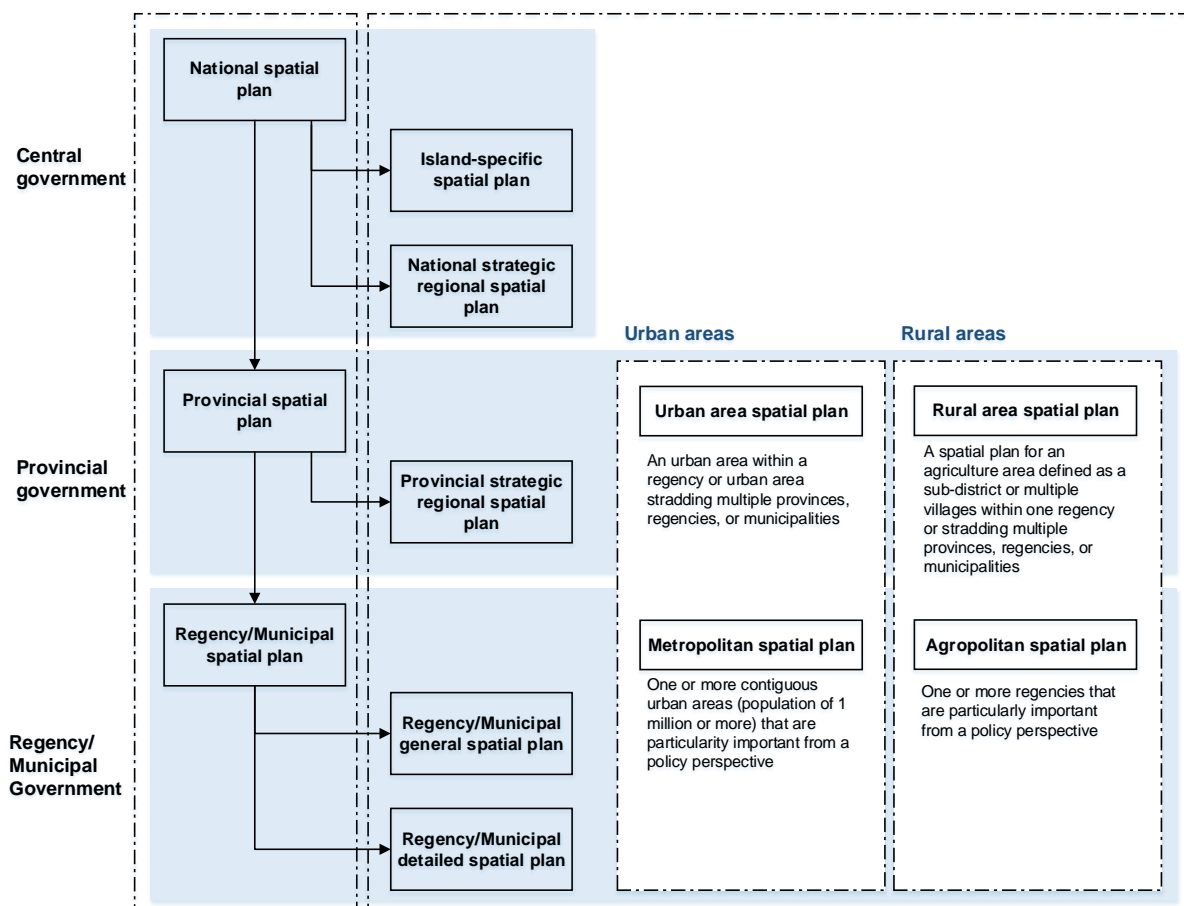 National spatial
plan
Central
government
Island-specific
spatial plan
National strategic
regional spatial
plan
Urban areas
Rural areas
Provincial spatial
plan
Provincial
government
Provincial strategic
regional spatial
plan
Urban area spatial plan
An urban area within a
regency or urban area
stradding multiple provinces,
regencies, or municipalities
Rural area spatial plan
A spatial plan for an
agriculture area defined as a
sub-district or multiple
villages within one regency
or stradding multiple
provinces, regencies, or
municipalities
Regency/Municipal
spatial plan
Regency/
Municipal
Government
Regency/Municipal
general spatial plan
Regency/Municipal
detailed spatial plan
Metropolitan spatial plan
One or more contiguous
urban areas (population of 1
million or more) that are
particularity important from a
policy perspective
Agropolitan spatial plan
One or more regencies that
are particularly important
from a policy perspective